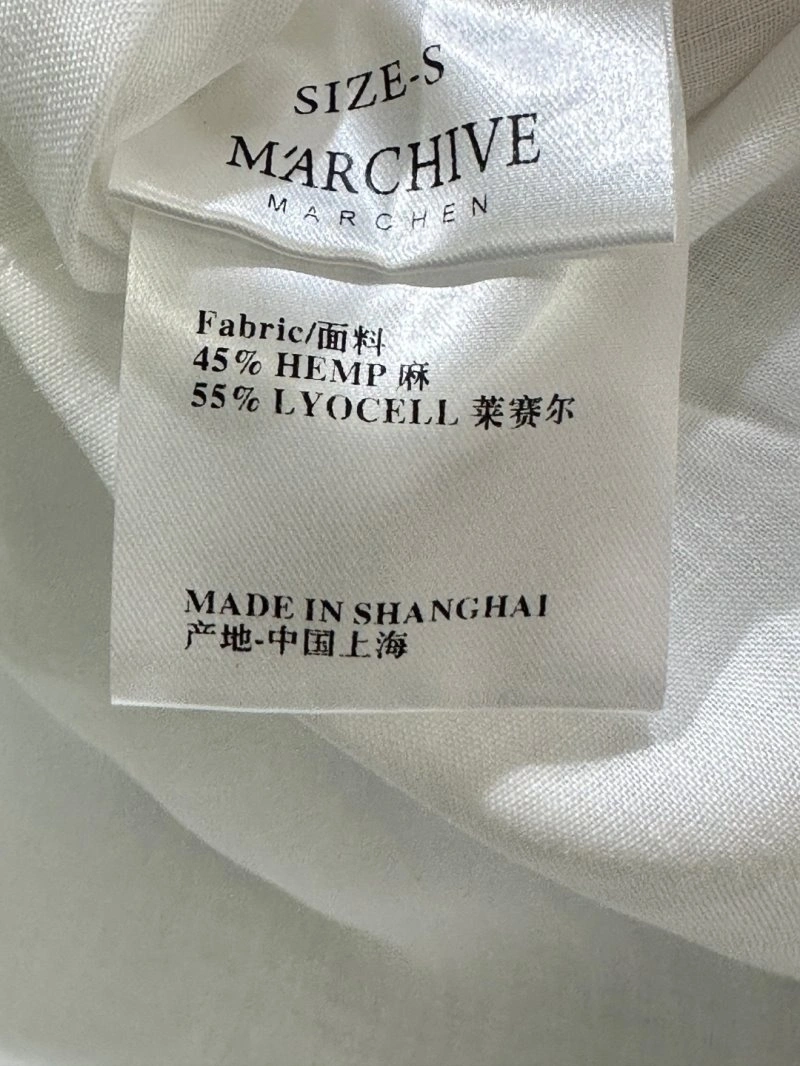 SIZE-S
M'ARCHIVE
MARCHEN
Fabric/面料
45% HEMP 麻
55% LYOCELL 莱赛尔
MADE IN SHANGHAI
产地-中国上海